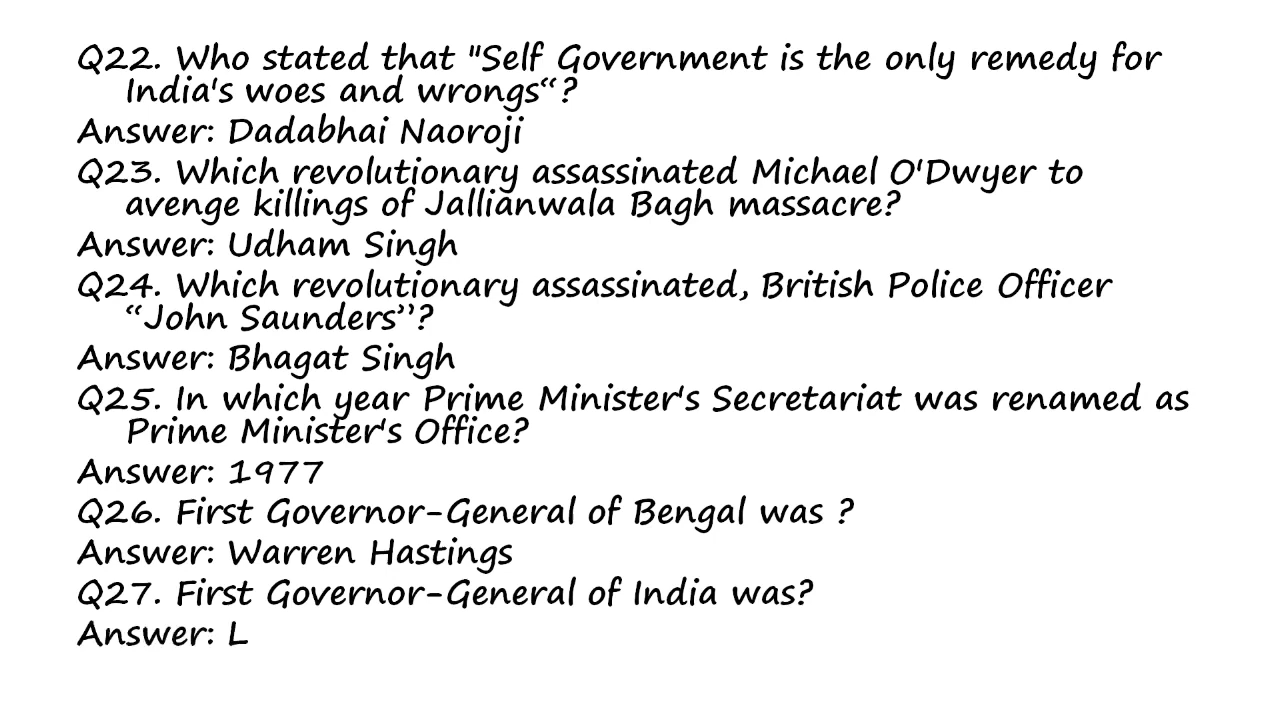 Q22. Who stated that "Self Government is the only remedy for
India's woes and wrongs“?
Answer: Dadabhai Naoroji
Q23. Which revolutionary assassinated Michael O'Dwyer to
avenge killings of Jallianwala Bagh massacre?
Answer: Udham Singh
Q24. Which revolutionary assassinated, British Police Officer
“John Saunders”?
Answer: Bhagat Singh
Q25. In which year Prime Minister's Secretariat was renamed as
Prime Minister's Office?
Answer: 1977
Q26. First Governor-General of Bengal was ?
Answer: Warren Hastings
Q27. First Governor-General of India was?
Answer: L